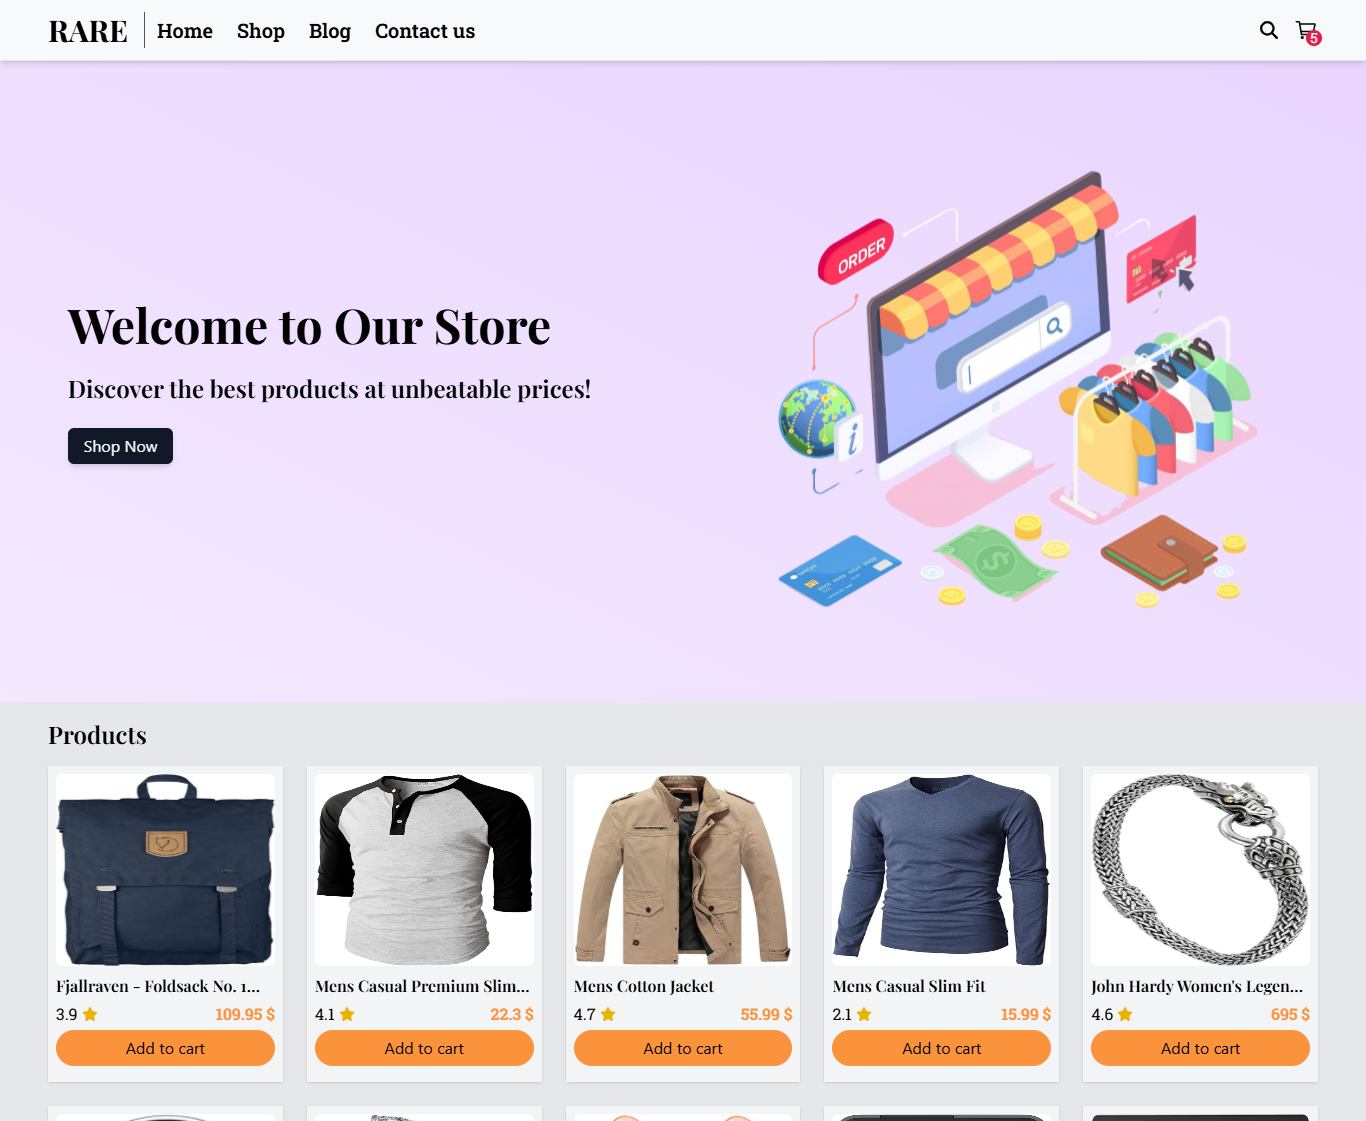 RARE Home Shop Blog Contact us 5
ORDER
Welcome to Our Store
Discover the best products at unbeatable prices!
Shop Now
i
Products
Fjallraven - Foldsack No. 1...
3.9 109.95 $
Add to cart
Mens Casual Premium Slim...
4.1 22.3 $
Add to cart
Mens Cotton Jacket
4.7 55.99 $
Add to cart
Mens Casual Slim Fit
2.1 15.99 $
Add to cart
John Hardy Women's Legen...
4.6 695 $
Add to cart